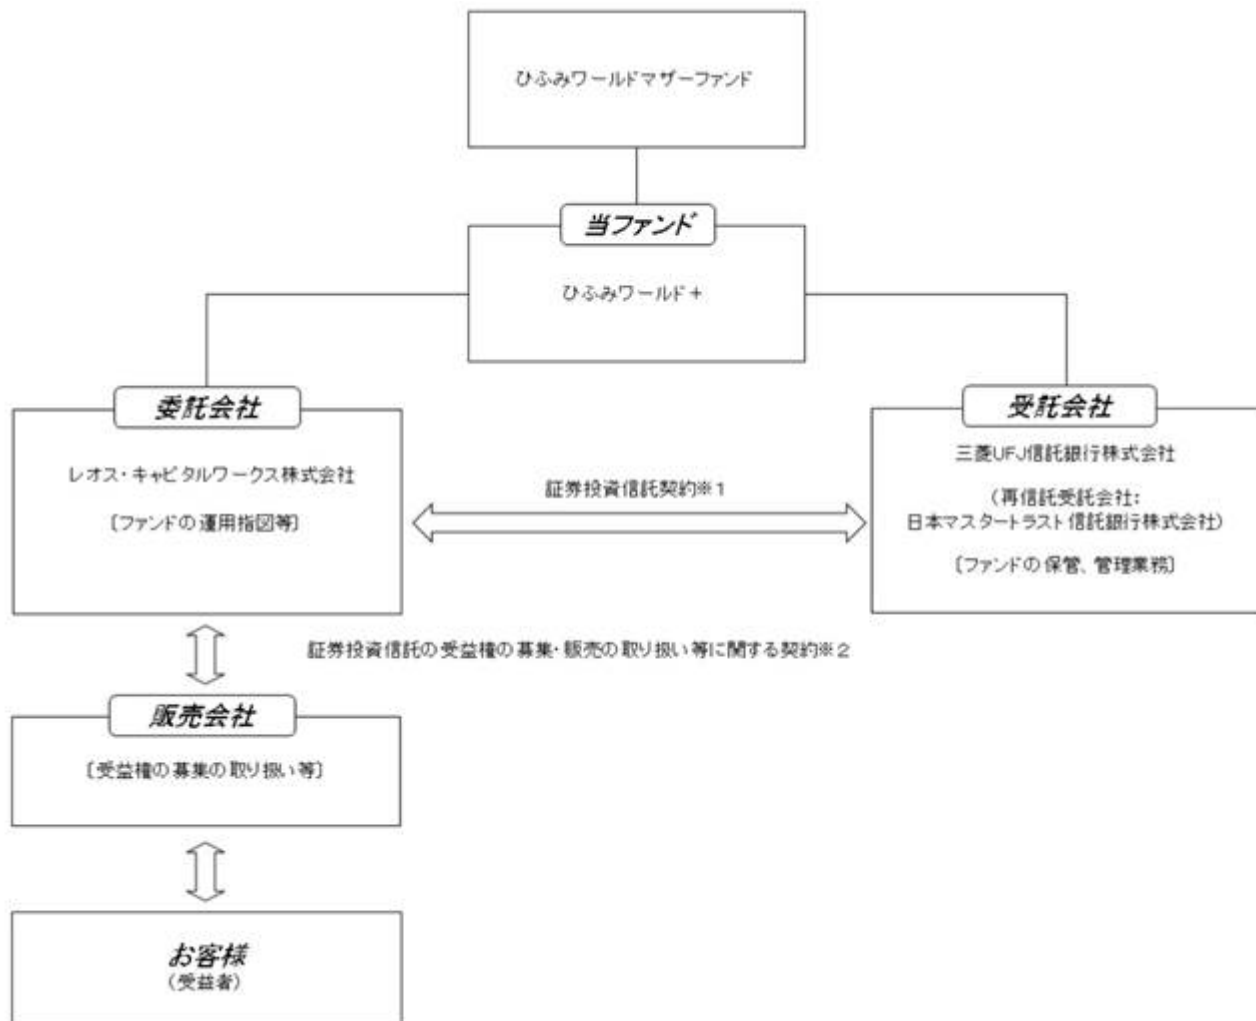 ひふみワールドマザーファンド
当ファンド
ひふみワールド+
委託会社
レオス・キャピタルワークス株式会社
〔ファンドの運用指図等〕
証券投資信託契約※1
受託会社
三菱UFJ信託銀行株式会社
(再信託受託会社:
日本マスタートラスト信託銀行株式会社)
〔ファンドの保管、管理業務〕
証券投資信託の受益権の募集・販売の取り扱い等に関する契約※2
販売会社
〔受益権の募集の取り扱い等〕
お客様
(受益者)